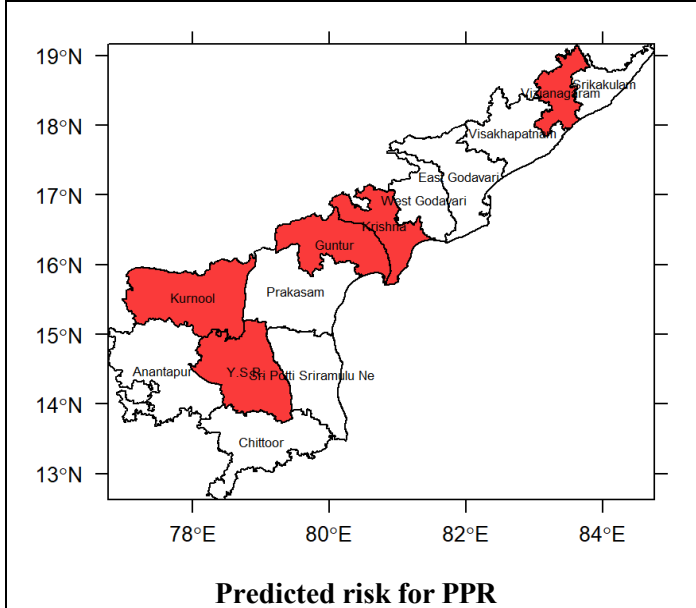 19°N
18°N
17°N
16°N
15°N
14°N
13°N
Srikakulam
Vizianagaram
Visakhapatnam
East Godavari
West Godavari
Krishna
Guntur
Kurnool
Prakasam
Anantapur
Y.S.R.
Sri Potti Sriramulu Ne
Chittoor
78°E 80°E 82°E 84°E
Predicted risk for PPR